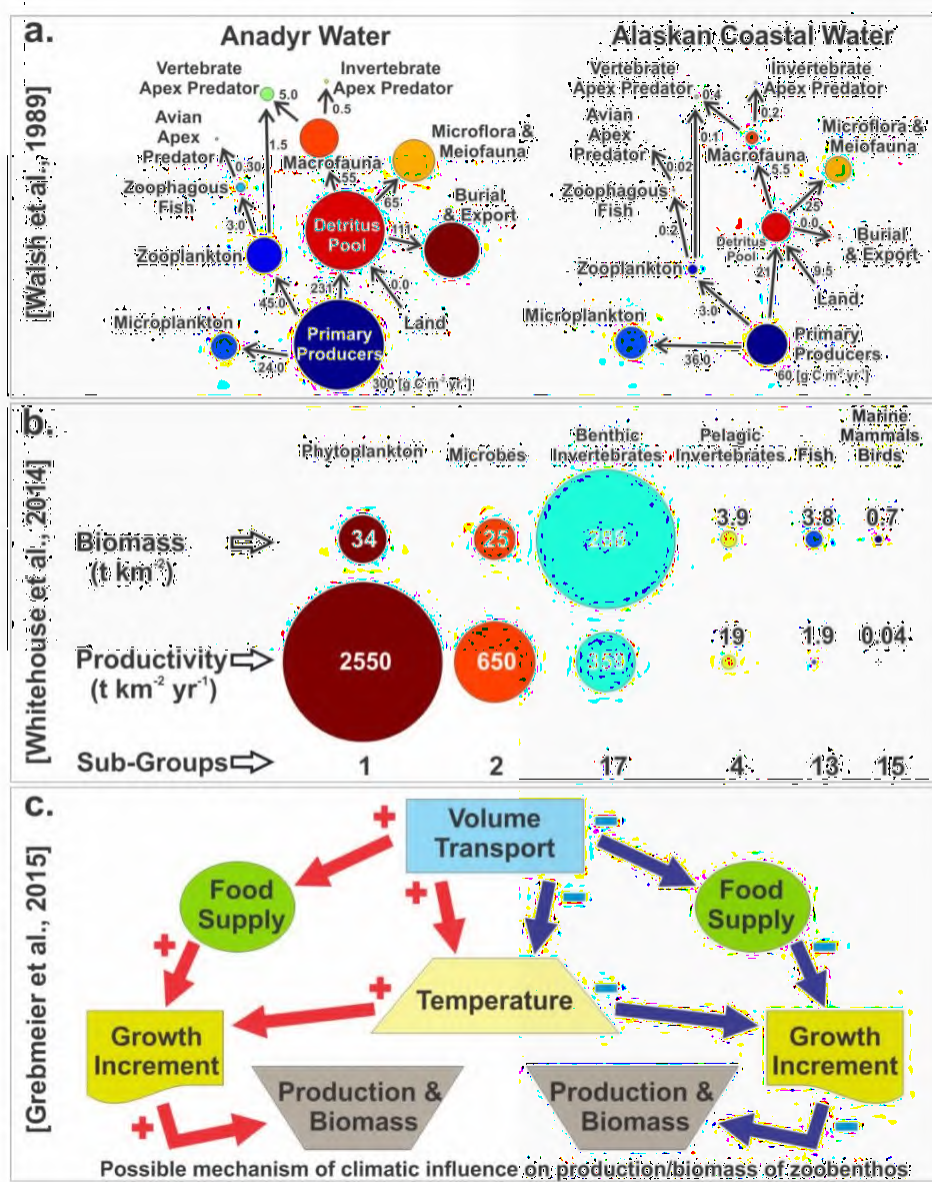 a.
[Walsh et al., 1989]
Anadyr Water
Vertebrate
Apex Predator
5.0
Invertebrate
Apex Predator
0.5
Avian
Apex
Predator
1.5
Macrofauna
Microflora &
Meiofauna
0.30
Zoophagous
Fish
55
65
3.0
Detritus
Pool
111
Burial
& Export
Zooplankton
45.0
231
0.0
Land
Microplankton
24.0
Primary
Producers
300 [g C m⁻² yr⁻¹]
Alaskan Coastal Water
Vertebrate
Apex Predator
0.4
Invertebrate
Apex Predator
0.2
Avian
Apex
Predator
0.1
Macrofauna
Microflora &
Meiofauna
0.02
Zoophagous
Fish
5.5
25
0.2
Detritus
Pool
0.0
Burial
& Export
Zooplankton
21
9.5
Land
3.0
Microplankton
36.0
Primary
Producers
60 [g C m⁻² yr⁻¹]
b.
[Whitehouse et al., 2014]
Phytoplankton
Microbes
Benthic
Invertebrates
Pelagic
Invertebrates
Fish
Marine
Mammals
Birds
Biomass
(t km⁻²)
34
25
3.9
3.8
0.7
Productivity
(t km⁻² yr⁻¹)
2550
650
19
1.9
0.04
Sub-Groups
1
2
17
4
13
15
c.
[Grebmeier et al., 2015]
Volume
Transport
+
−
Food
Supply
+
−
Food
Supply
+
+
Temperature
−
−
Growth
Increment
Growth
Increment
Production &
Biomass
Production &
Biomass
+
−
Possible mechanism of climatic influence on production/biomass of zoobenthos